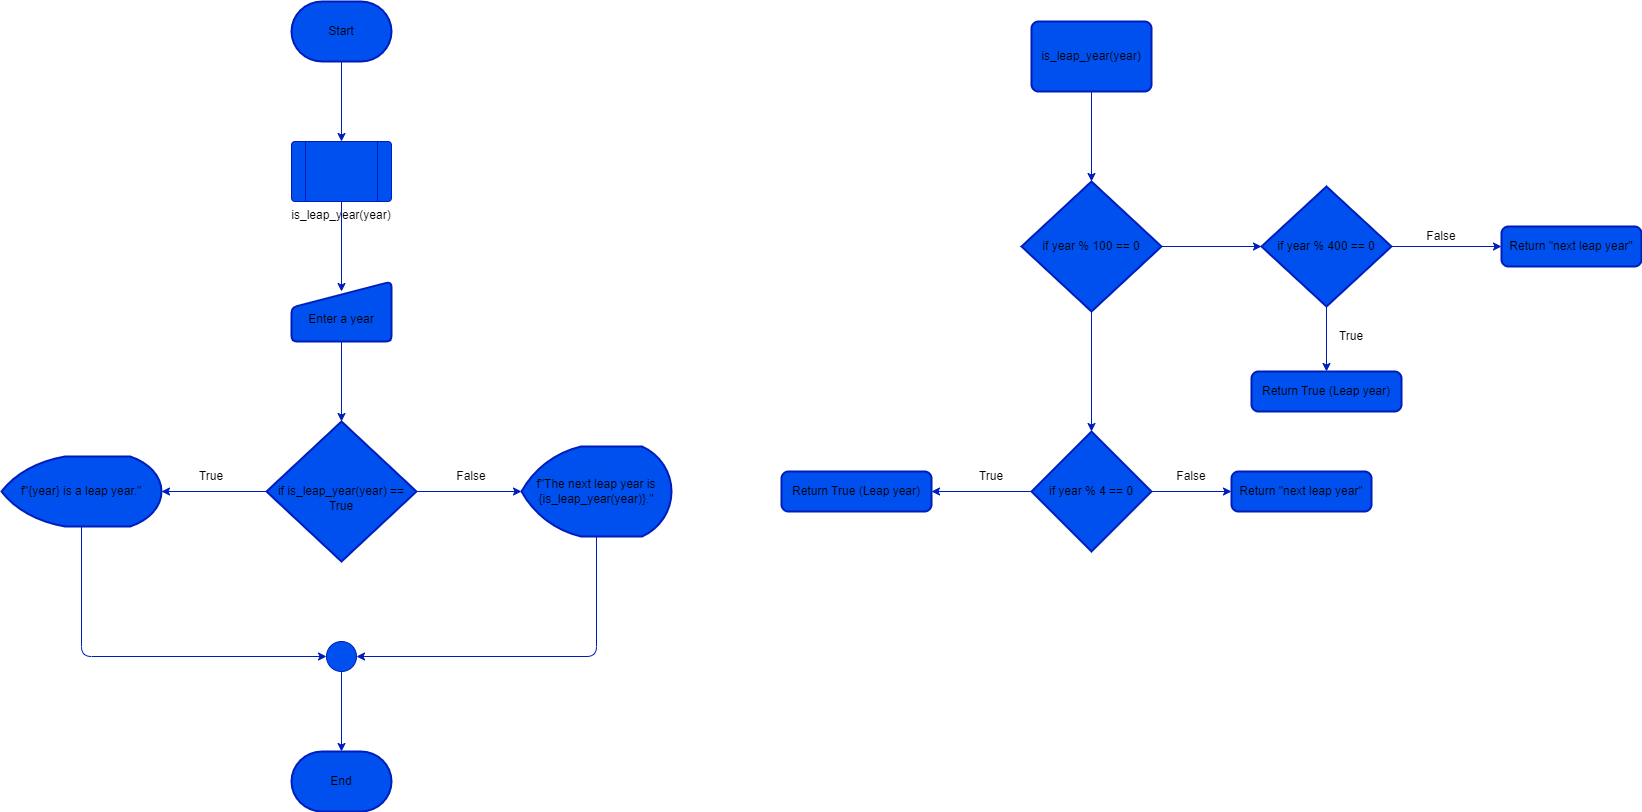 Start
is_leap_year(year)
Enter a year
if is_leap_year(year) ==
True
True
f"{year} is a leap year."
False
f"The next leap year is
{is_leap_year(year)}."
End
is_leap_year(year)
if year % 100 == 0
if year % 400 == 0
False
Return "next leap year"
True
Return True (Leap year)
if year % 4 == 0
True
Return True (Leap year)
False
Return "next leap year"